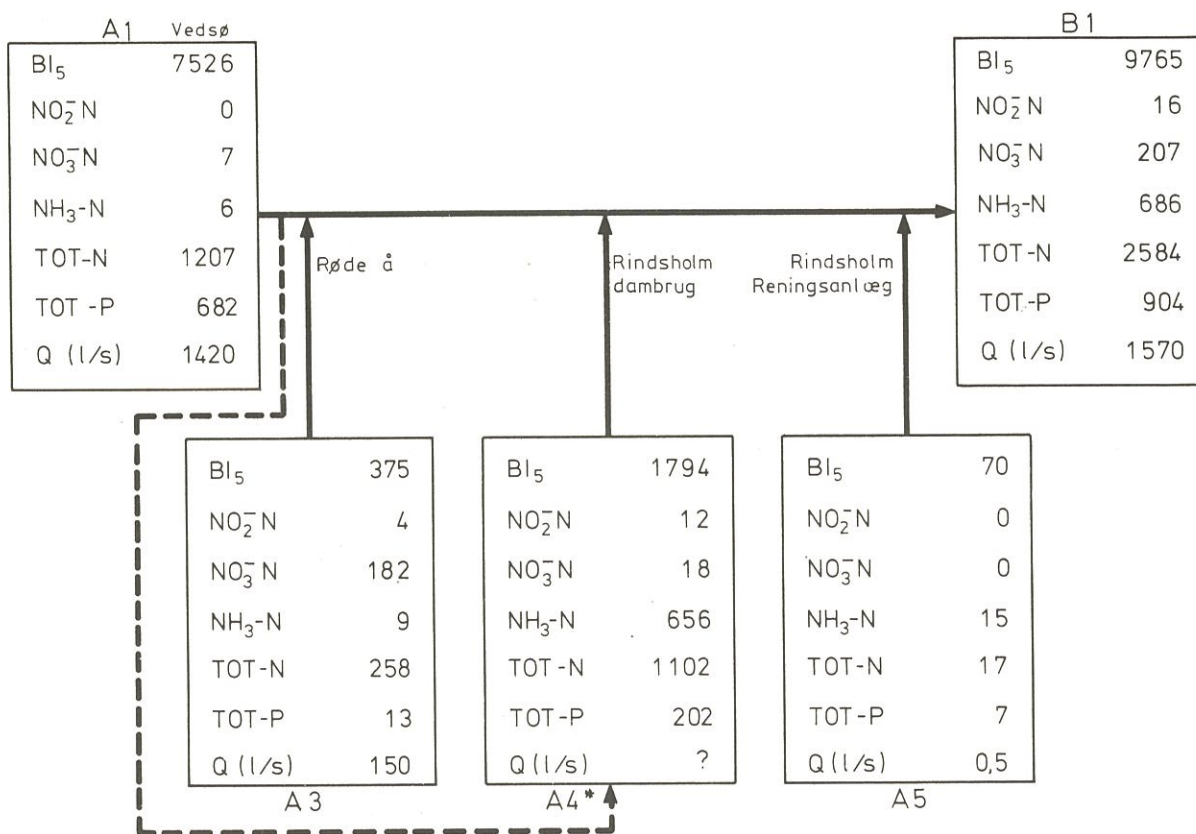 A1 Vedsø
BI₅ 7526
NO₂⁻N 0
NO₃⁻N 7
NH₃-N 6
TOT-N 1207
TOT -P 682
Q (l/s) 1420
B1
BI₅ 9765
NO₂⁻N 16
NO₃⁻N 207
NH₃-N 686
TOT-N 2584
TOT-P 904
Q (l/s) 1570
Røde å
Rindsholm
dambrug
Rindsholm
Reningsanlæg
BI₅ 375
NO₂⁻N 4
NO₃⁻N 182
NH₃-N 9
TOT-N 258
TOT-P 13
Q (l/s) 150
A3
BI₅ 1794
NO₂⁻N 12
NO₃⁻N 18
NH₃-N 656
TOT-N 1102
TOT-P 202
Q (l/s) ?
A4*
BI₅ 70
NO₂⁻N 0
NO₃⁻N 0
NH₃-N 15
TOT-N 17
TOT-P 7
Q (l/s) 0,5
A5